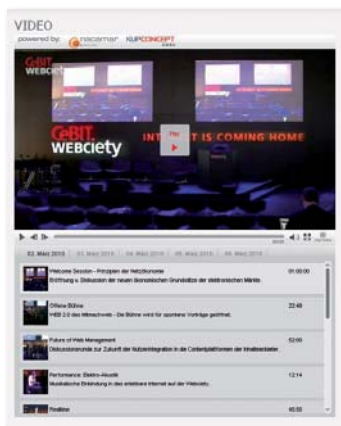 VIDEO
powered by: nacamar KUPCONCEPT
CeBIT
WEBCiety
CeBIT
WEBCiety
Play
IS COMING HOME
02. März 2010 03. März 2010 04. März 2010 05. März 2010 06. März 2010
Welcome Session - Prinzipien der Netzökonomie 01:00:00
Eröffnung u. Diskussion der neuen ökonomischen Grundsätze der elektronischen Märkte.
Offene Bühne 22:48
WEB 2.0 des Mitmachweb - Die Bühne wird für spontane Vorträge geöffnet.
Future of Web Management 52:00
Diskussionsrunde zur Zukunft der Nutzerintegration in die Contentplattformen der Inhalteanbieter.
Performance: Elektro-Akustik 12:14
Musikalische Einbindung in das erlebbare Internet auf der Webciety.
Realtime